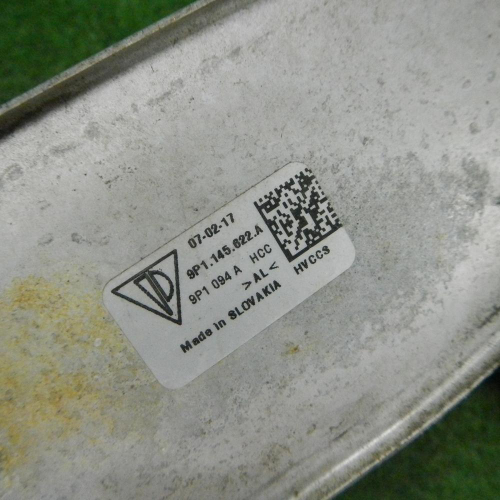 07-02-17
9P1.145.622.A
9P1 094 A HCC
>AL<
HVCCS
Made in SLOVAKIA